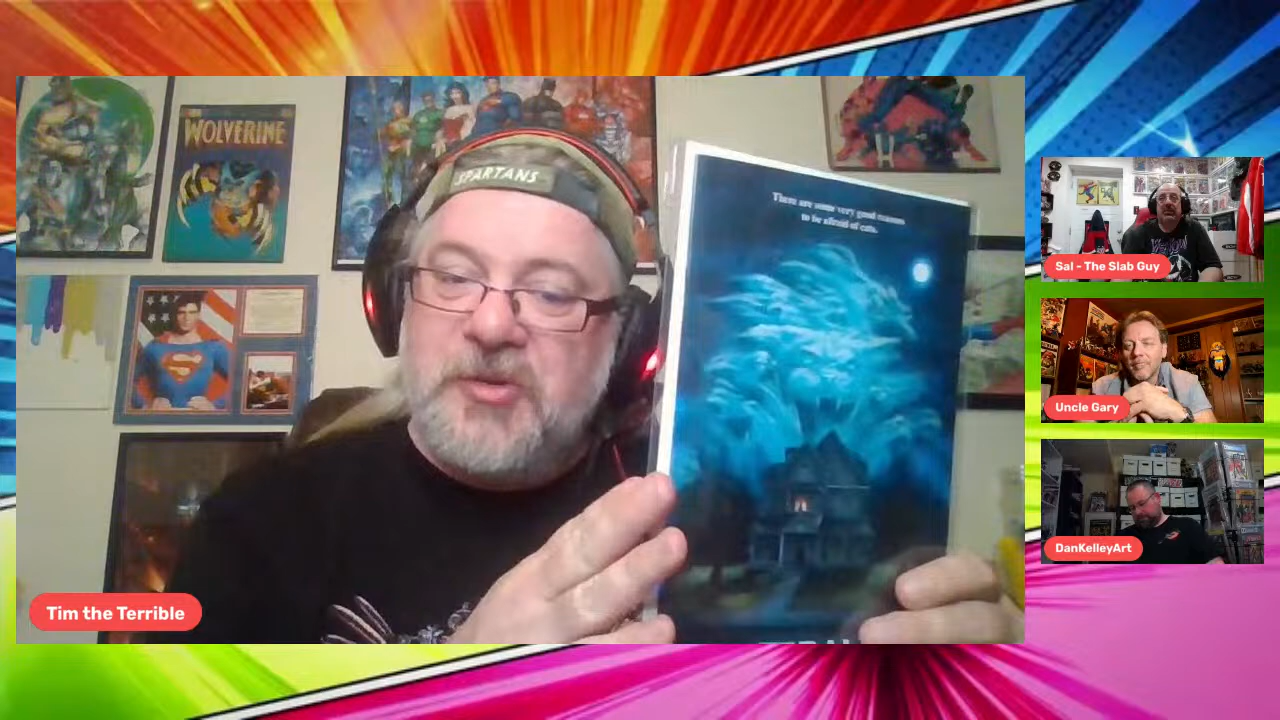 WOLVERINE
SPARTANS
There are some very good reasons
to be afraid of cats.
Sal - The Slab Guy
Uncle Gary
DanKelleyArt
Tim the Terrible